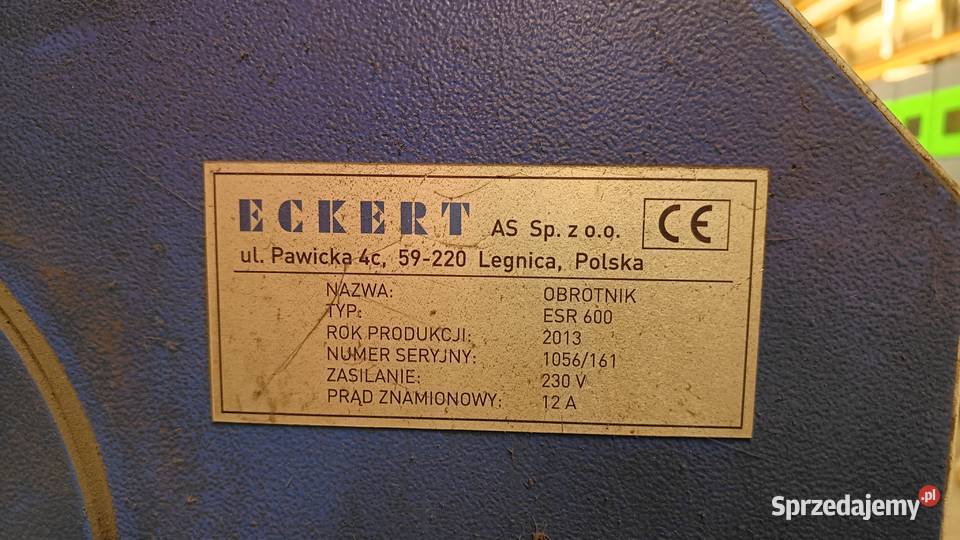 ECKERT AS Sp. z o.o. CE
ul. Pawicka 4c, 59-220 Legnica, Polska
NAZWA: OBROTNIK
TYP: ESR 600
ROK PRODUKCJI: 2013
NUMER SERYJNY: 1056/161
ZASILANIE: 230 V
PRĄD ZNAMIONOWY: 12 A
Sprzedajemy.pl